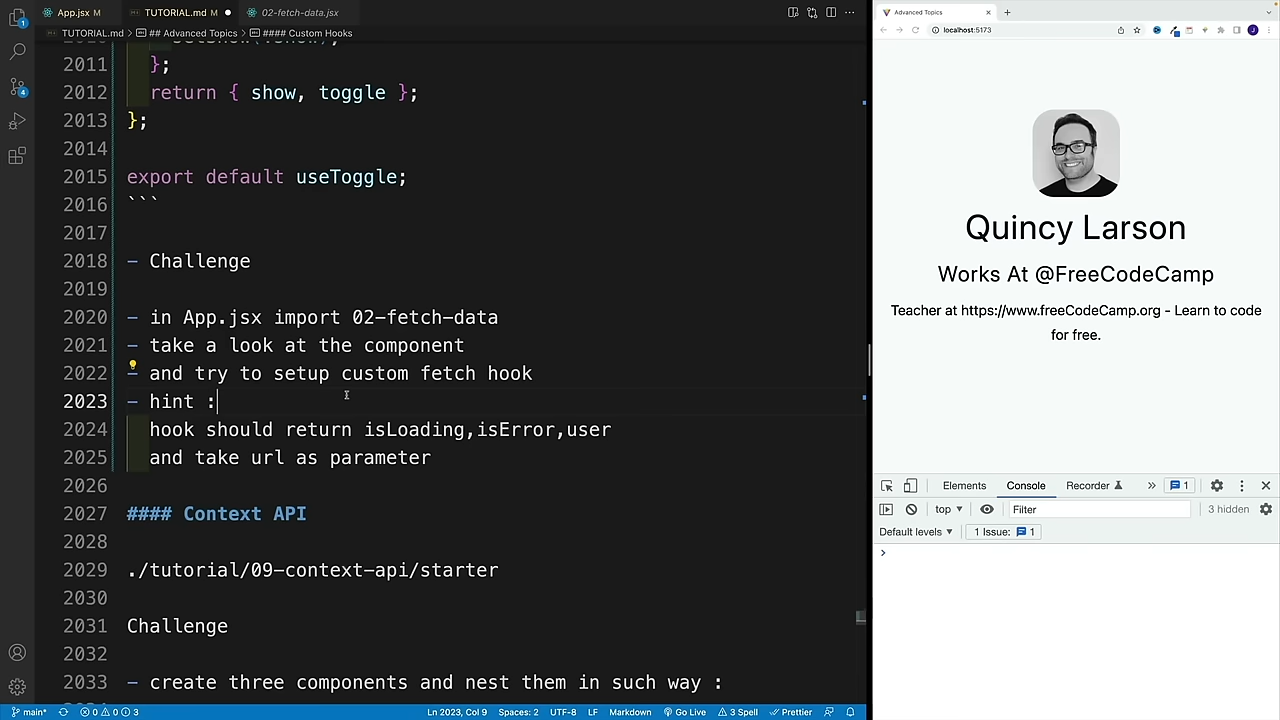 App.jsx M
TUTORIAL.md M
02-fetch-data.jsx
TUTORIAL.md > ## Advanced Topics > #### Custom Hooks
2011 };
2012 return { show, toggle };
2013 };
2014
2015 export default useToggle;
2016 ```
2017
2018 - Challenge
2019
2020 - in App.jsx import 02-fetch-data
2021 - take a look at the component
2022 - and try to setup custom fetch hook
2023 - hint :
2024 hook should return isLoading,isError,user
2025 and take url as parameter
2026
2027 #### Context API
2028
2029 ./tutorial/09-context-api/starter
2030
2031 Challenge
2032
2033 - create three components and nest them in such way :
1
4
main*
0 0 3
Ln 2023, Col 9
Spaces: 2
UTF-8
LF
Markdown
Go Live
3 Spell
Prettier
Advanced Topics
localhost:5173
J
Quincy Larson
Works At @FreeCodeCamp
Teacher at https://www.freeCodeCamp.org - Learn to code
for free.
Elements
Console
Recorder
1
top
Filter
3 hidden
Default levels
1 Issue: 1